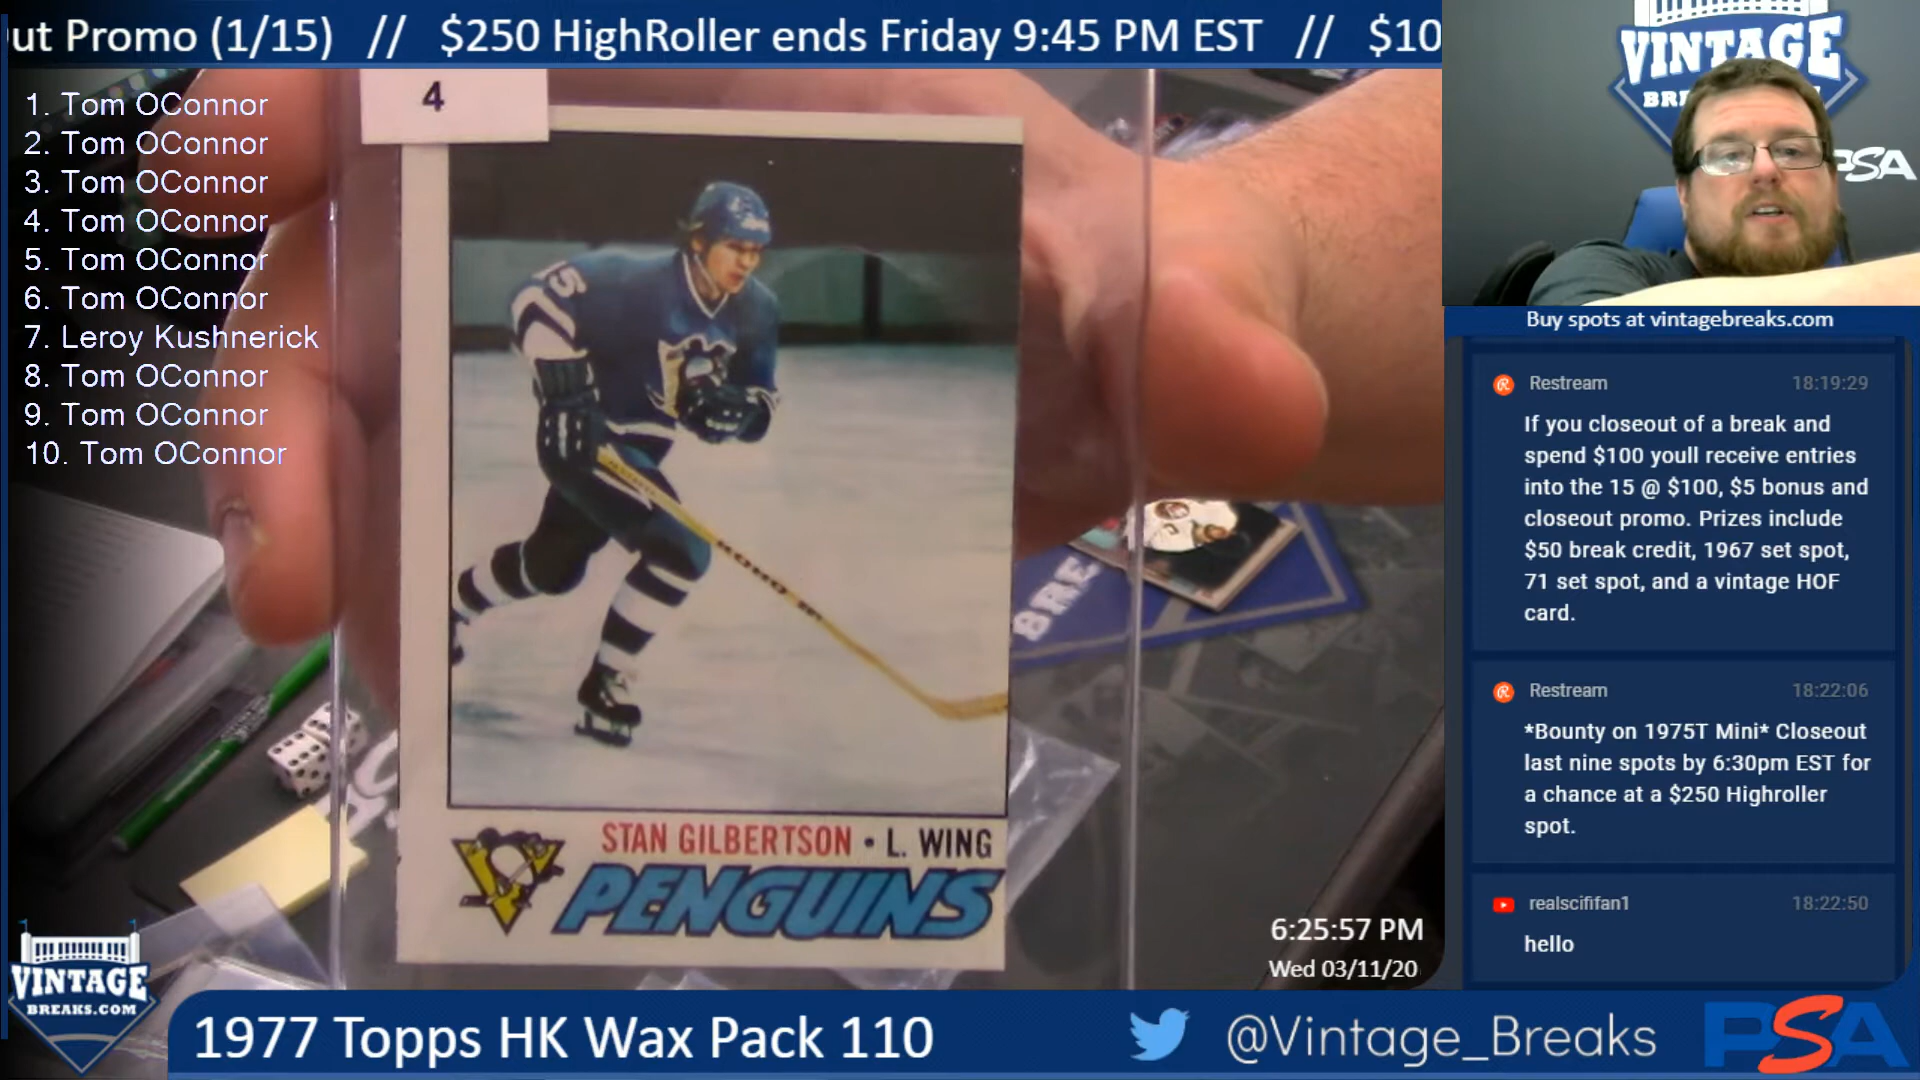 ut Promo (1/15) // $250 HighRoller ends Friday 9:45 PM EST // $10
1. Tom OConnor
2. Tom OConnor
3. Tom OConnor
4. Tom OConnor
5. Tom OConnor
6. Tom OConnor
7. Leroy Kushnerick
8. Tom OConnor
9. Tom OConnor
10. Tom OConnor
4
15
KOHO
BRE
STAN GILBERTSON • L. WING
PENGUINS
6:25:57 PM
Wed 03/11/20
VINTAGE
BR
PSA
Buy spots at vintagebreaks.com
Restream 18:19:29
If you closeout of a break and
spend $100 youll receive entries
into the 15 @ $100, $5 bonus and
closeout promo. Prizes include
$50 break credit, 1967 set spot,
71 set spot, and a vintage HOF
card.
Restream 18:22:06
*Bounty on 1975T Mini* Closeout
last nine spots by 6:30pm EST for
a chance at a $250 Highroller
spot.
realscififan1 18:22:50
hello
VINTAGE
BREAKS.COM
1977 Topps HK Wax Pack 110
@Vintage_Breaks
PSA